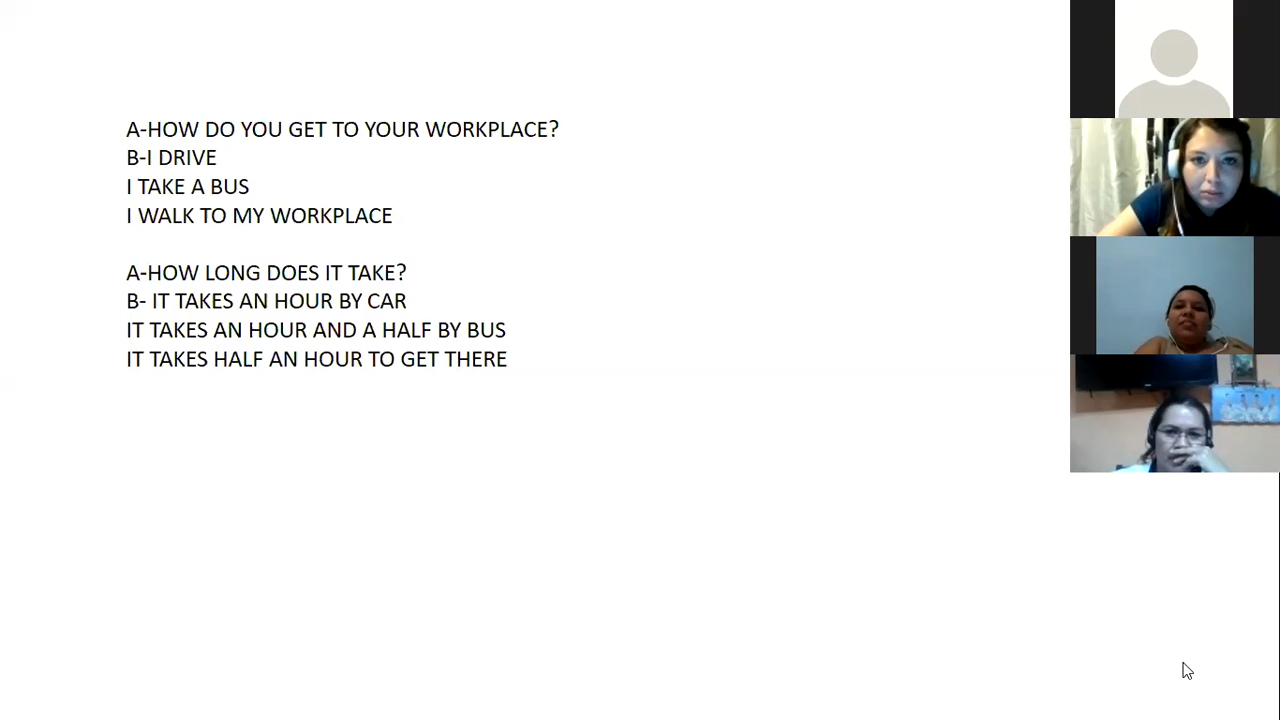 A-HOW DO YOU GET TO YOUR WORKPLACE?
B-I DRIVE
I TAKE A BUS
I WALK TO MY WORKPLACE
A-HOW LONG DOES IT TAKE?
B- IT TAKES AN HOUR BY CAR
IT TAKES AN HOUR AND A HALF BY BUS
IT TAKES HALF AN HOUR TO GET THERE